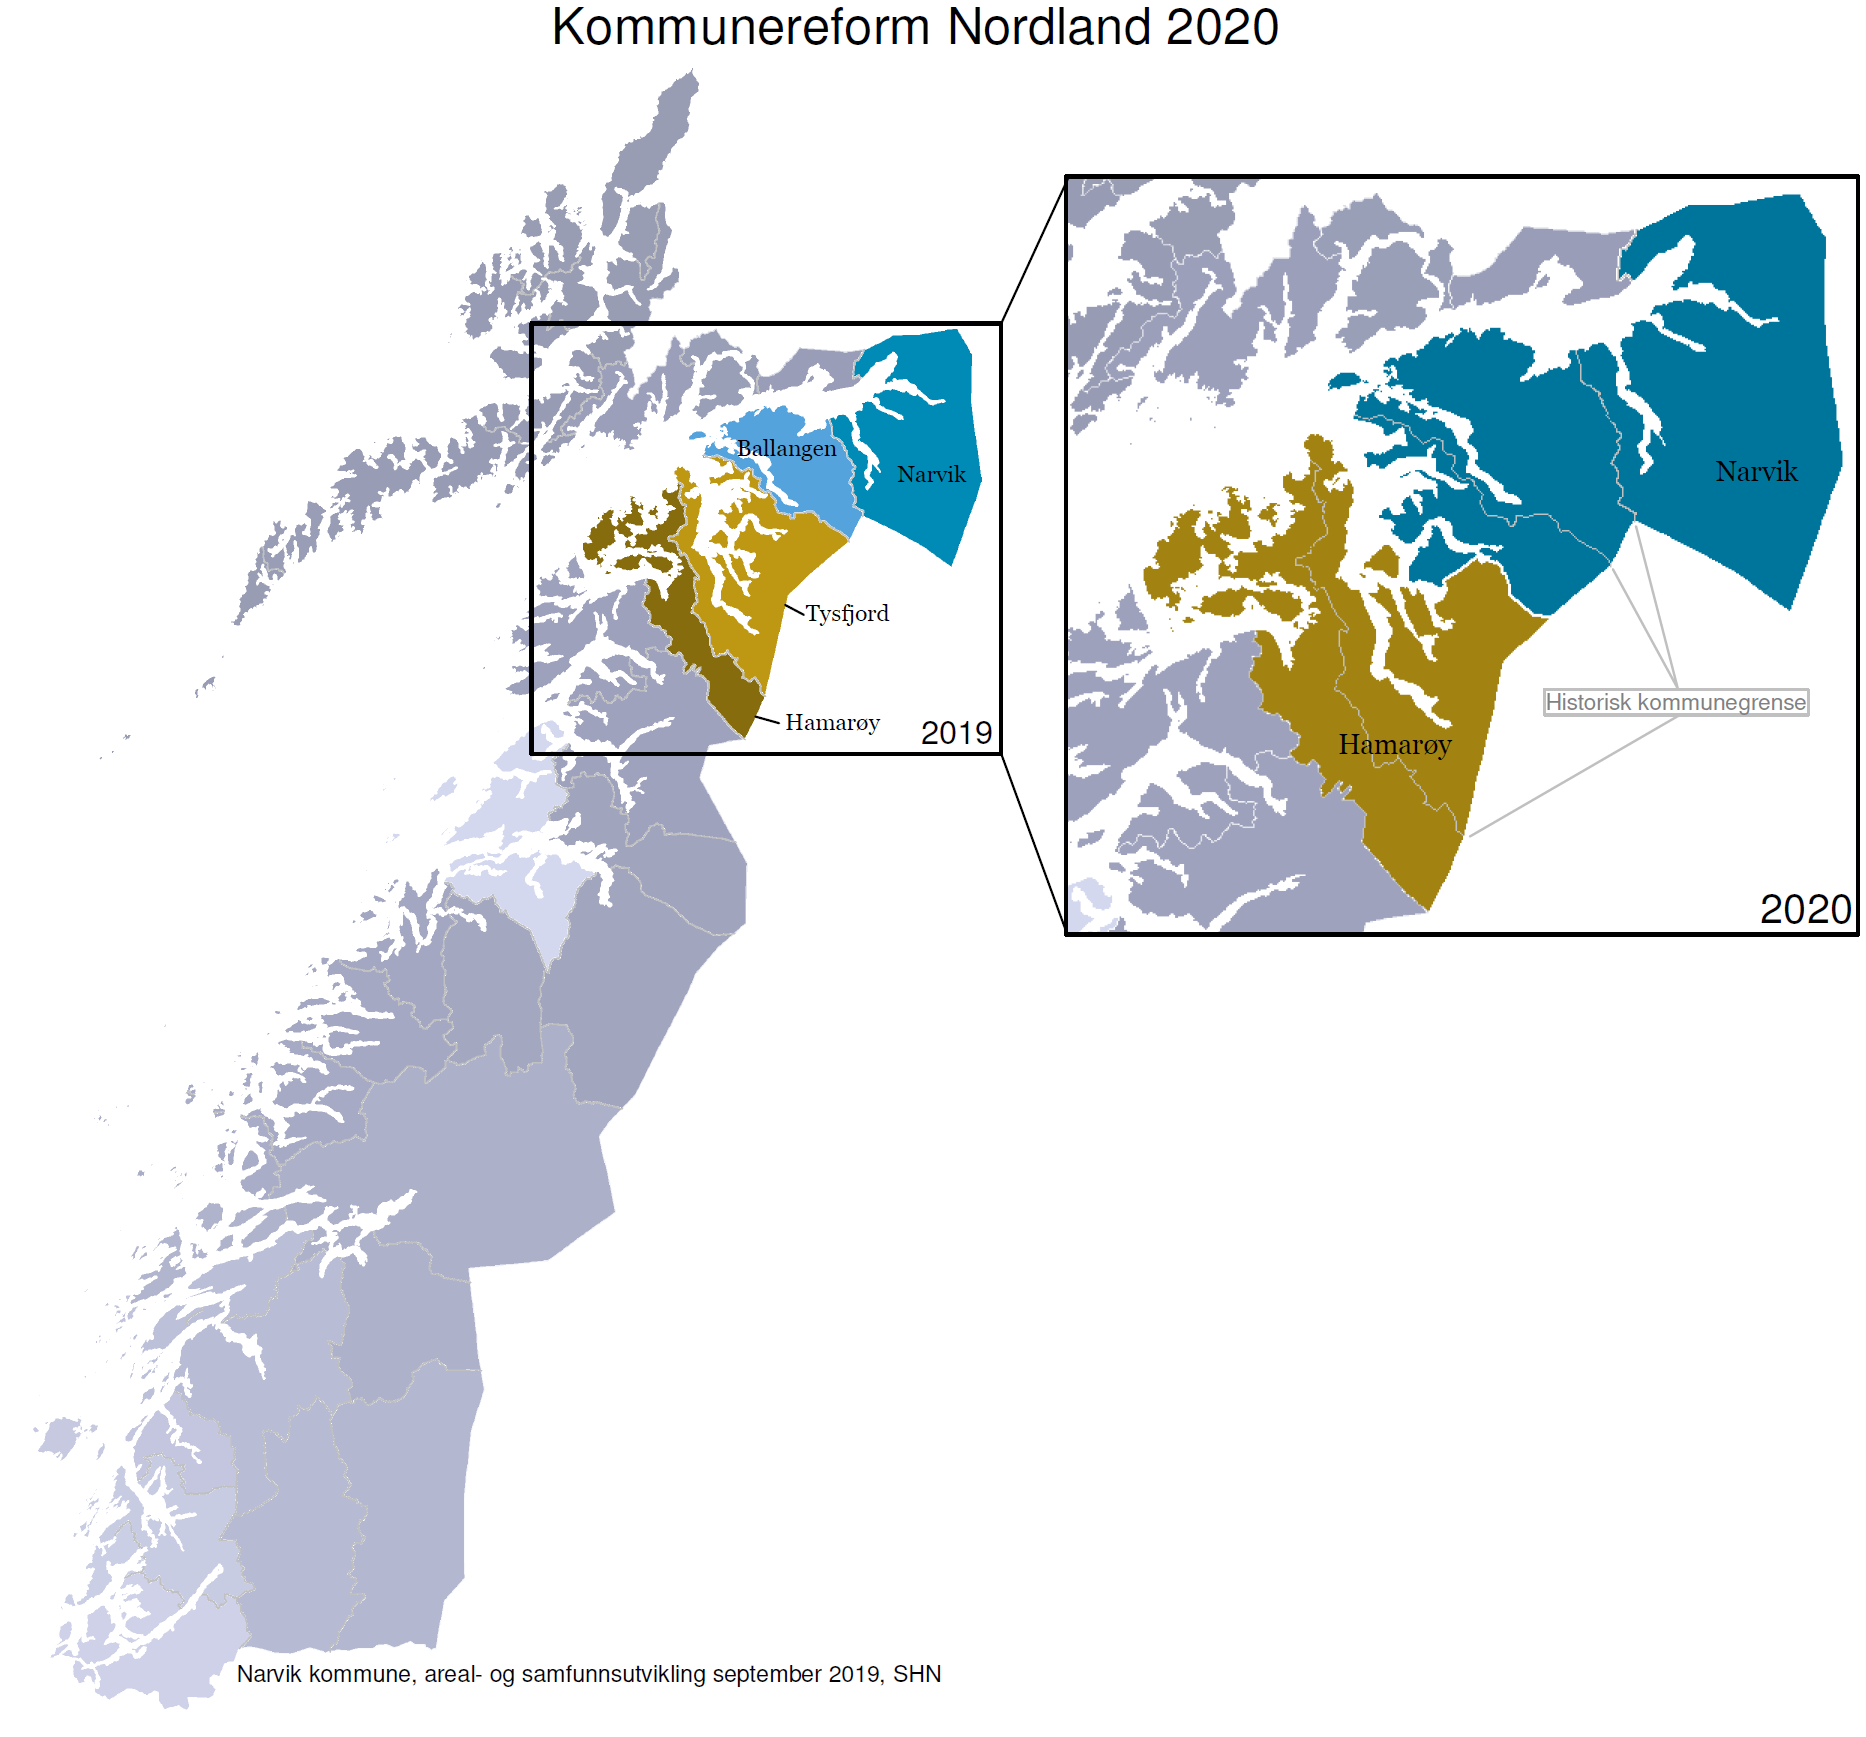 Kommunereform Nordland 2020
Ballangen
Narvik
Tysfjord
Hamarøy
2019
Narvik
Historisk kommunegrense
Hamarøy
2020
Narvik kommune, areal- og samfunnsutvikling september 2019, SHN